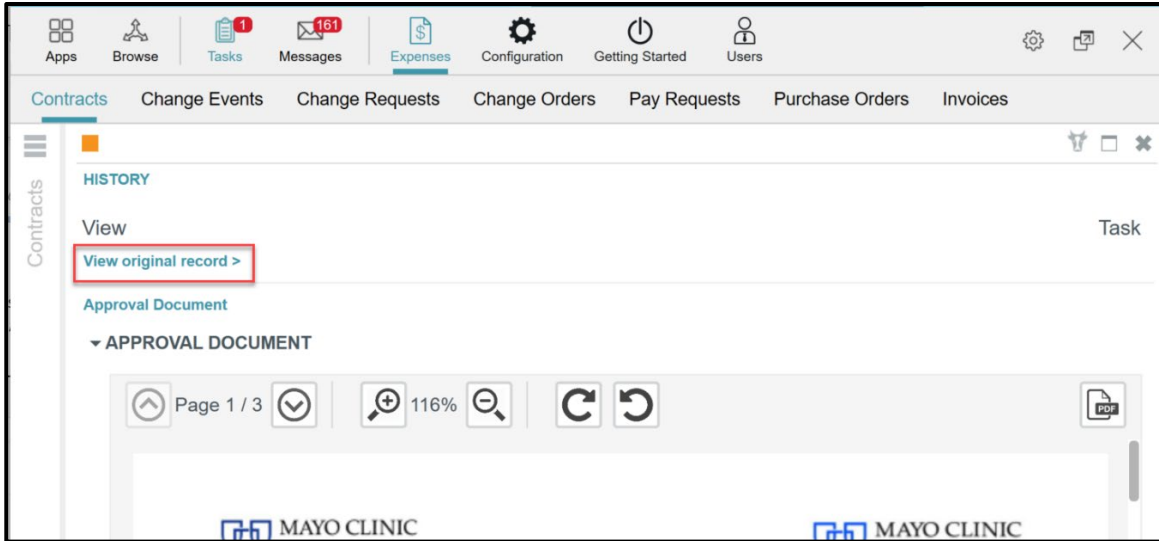 1 161
Apps Browse Tasks Messages Expenses Configuration Getting Started Users
Contracts Change Events Change Requests Change Orders Pay Requests Purchase Orders Invoices
Contracts
HISTORY
View Task
View original record >
Approval Document
APPROVAL DOCUMENT
Page 1 / 3 116% PDF
MAYO CLINIC MAYO CLINIC